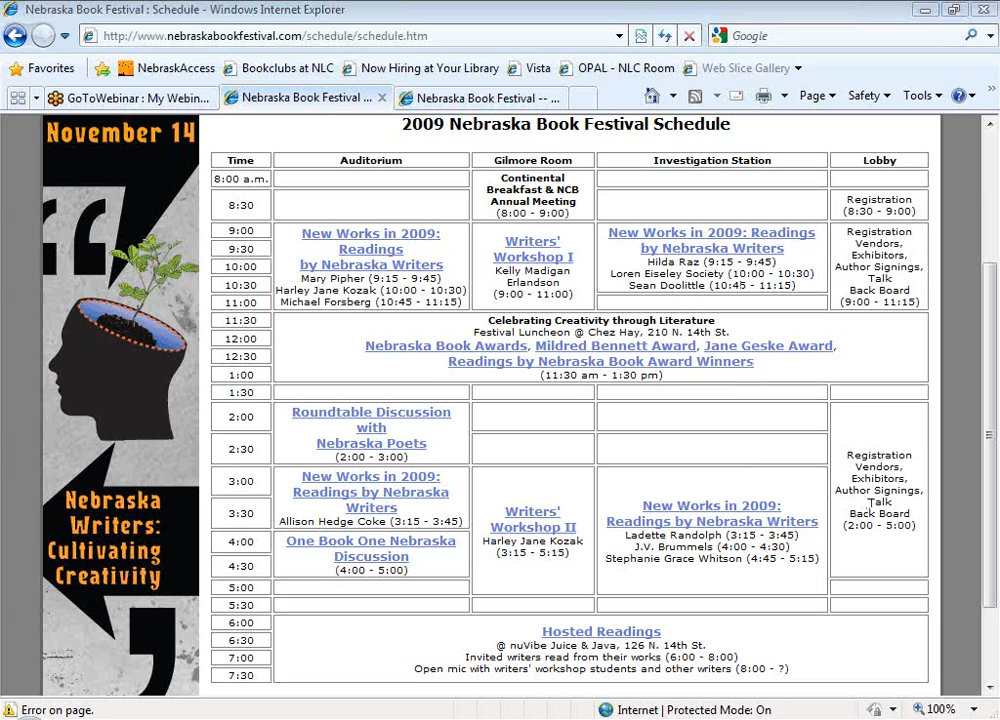 Nebraska Book Festival : Schedule - Windows Internet Explorer
http://www.nebraskabookfestival.com/schedule/schedule.htm
Google
Favorites
NebraskAccess
Bookclubs at NLC
Now Hiring at Your Library
Vista
OPAL - NLC Room
Web Slice Gallery
GoToWebinar : My Webin...
Nebraska Book Festival ...
Nebraska Book Festival -- ...
Page
Safety
Tools
November 14
Nebraska
Writers:
Cultivating
Creativity
2009 Nebraska Book Festival Schedule
Time
Auditorium
Gilmore Room
Investigation Station
Lobby
8:00 a.m.
Continental
Breakfast & NCB
Annual Meeting
(8:00 - 9:00)
8:30
Registration
(8:30 - 9:00)
9:00
9:30
10:00
10:30
11:00
New Works in 2009:
Readings
by Nebraska Writers
Mary Pipher (9:15 - 9:45)
Harley Jane Kozak (10:00 - 10:30)
Michael Forsberg (10:45 - 11:15)
Writers'
Workshop I
Kelly Madigan
Erlandson
(9:00 - 11:00)
New Works in 2009: Readings
by Nebraska Writers
Hilda Raz (9:15 - 9:45)
Loren Eiseley Society (10:00 - 10:30)
Sean Doolittle (10:45 - 11:15)
Registration
Vendors,
Exhibitors,
Author Signings,
Talk
Back Board
(9:00 - 11:15)
11:30
12:00
12:30
1:00
Celebrating Creativity through Literature
Festival Luncheon @ Chez Hay, 210 N. 14th St.
Nebraska Book Awards, Mildred Bennett Award, Jane Geske Award,
Readings by Nebraska Book Award Winners
(11:30 am - 1:30 pm)
1:30
2:00
2:30
Roundtable Discussion
with
Nebraska Poets
(2:00 - 3:00)
3:00
3:30
New Works in 2009:
Readings by Nebraska
Writers
Allison Hedge Coke (3:15 - 3:45)
4:00
4:30
One Book One Nebraska
Discussion
(4:00 - 5:00)
Writers'
Workshop II
Harley Jane Kozak
(3:15 - 5:15)
New Works in 2009:
Readings by Nebraska Writers
Ladette Randolph (3:15 - 3:45)
J.V. Brummels (4:00 - 4:30)
Stephanie Grace Whitson (4:45 - 5:15)
Registration
Vendors,
Exhibitors,
Author Signings,
Talk
Back Board
(2:00 - 5:00)
5:00
5:30
6:00
6:30
7:00
7:30
Hosted Readings
@ nuVibe Juice & Java, 126 N. 14th St.
Invited writers read from their works (6:00 - 8:00)
Open mic with writers' workshop students and other writers (8:00 - ?)
Error on page.
Internet | Protected Mode: On
100%